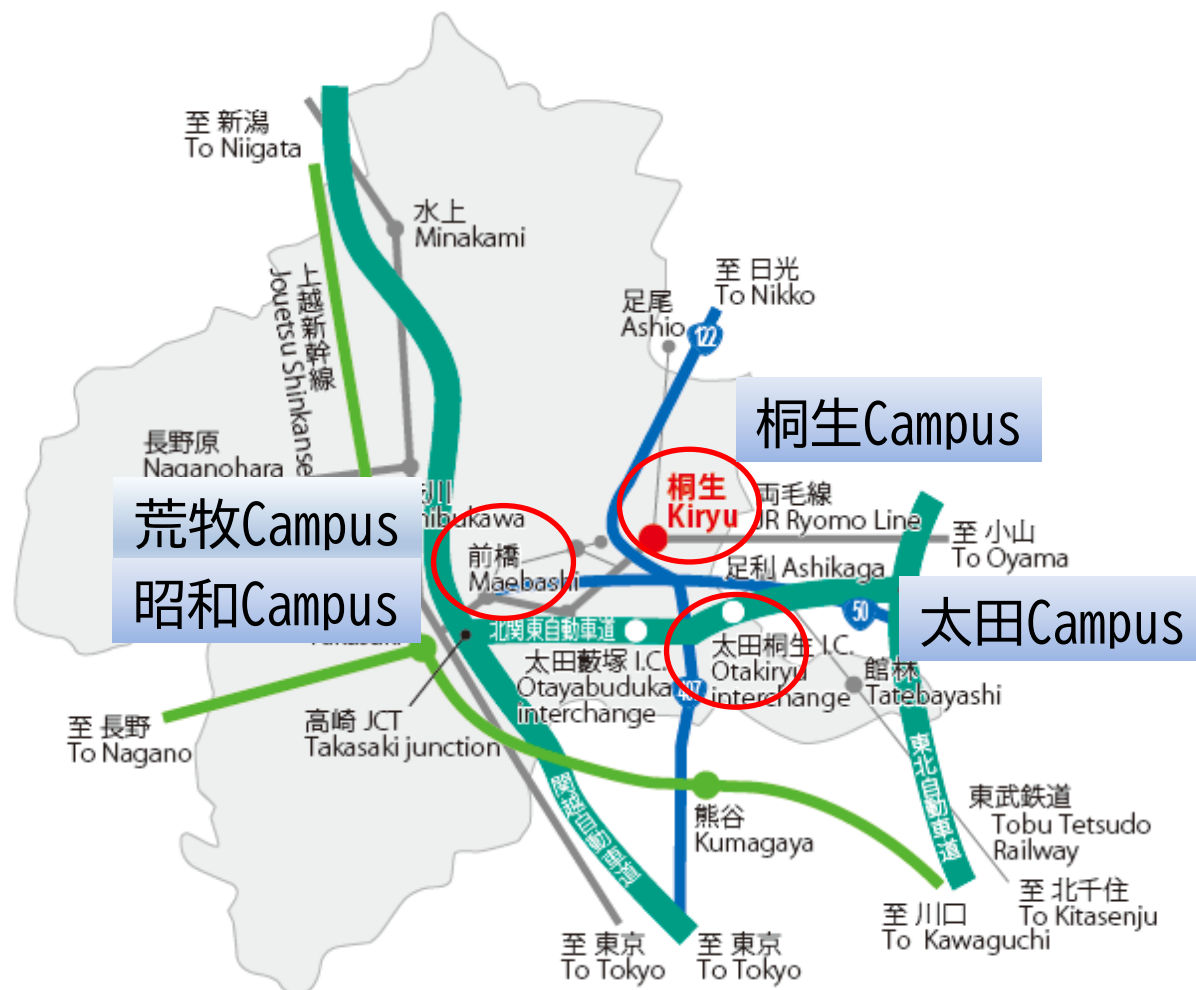 至 新潟
To Niigata
水上
Minakami
上越新幹線
Jouetsu Shinkanse
至 日光
To Nikko
足尾
Ashio
122
桐生Campus
長野原
Naganohara
桐生
Kiryu
両毛線
JR Ryomo Line
荒牧Campus
川
ibukawa
至 小山
To Oyama
前橋
Maebashi
足利 Ashikaga
昭和Campus
50
太田Campus
北関東自動車道
太田藪塚 I.C.
Otayabuduka
interchange
太田桐生 I.C.
Otakiryu
interchange
407
館林
Tatebayashi
至 長野
To Nagano
高崎 JCT
Takasaki junction
東北自動車道
関越自動車道
熊谷
Kumagaya
東武鉄道
Tobu Tetsudo
Railway
至 北千住
To Kitasenju
至 川口
To Kawaguchi
至 東京
To Tokyo
至 東京
To Tokyo